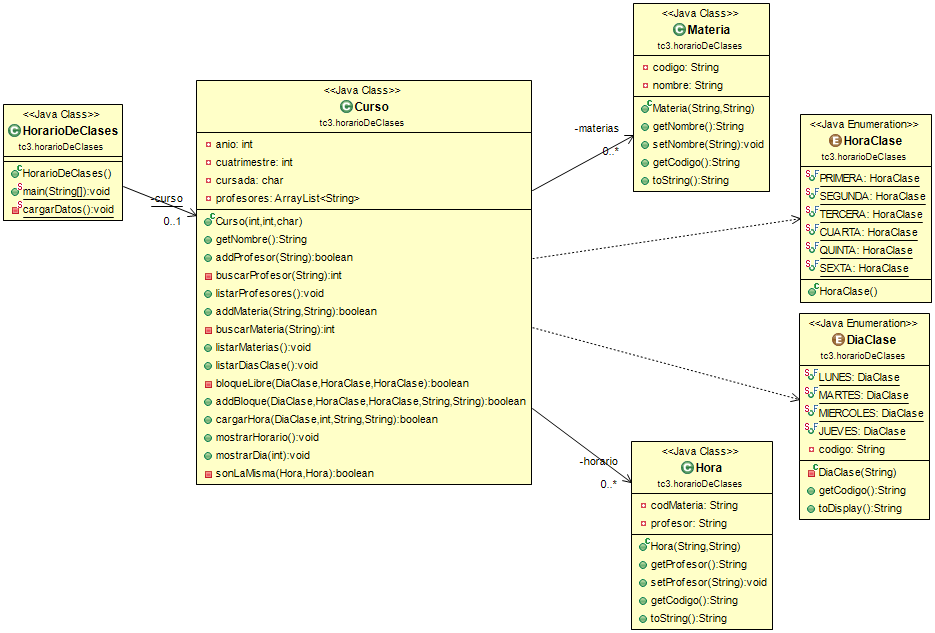 <<Java Class>>
HorarioDeClases
tc3.horarioDeClases
HorarioDeClases()
main(String[]):void
cargarDatos():void
-curso
0..1
<<Java Class>>
Curso
tc3.horarioDeClases
anio: int
cuatrimestre: int
cursada: char
profesores: ArrayList<String>
Curso(int,int,char)
getNombre():String
addProfesor(String):boolean
buscarProfesor(String):int
listarProfesores():void
addMateria(String,String):boolean
buscarMateria(String):int
listarMaterias():void
listarDiasClase():void
bloqueLibre(DiaClase,HoraClase,HoraClase):boolean
addBloque(DiaClase,HoraClase,HoraClase,String,String):boolean
cargarHora(DiaClase,int,String,String):boolean
mostrarHorario():void
mostrarDia(int):void
sonLaMisma(Hora,Hora):boolean
-materias
0..*
<<Java Class>>
Materia
tc3.horarioDeClases
codigo: String
nombre: String
Materia(String,String)
getNombre():String
setNombre(String):void
getCodigo():String
toString():String
<<Java Enumeration>>
HoraClase
tc3.horarioDeClases
PRIMERA: HoraClase
SEGUNDA: HoraClase
TERCERA: HoraClase
CUARTA: HoraClase
QUINTA: HoraClase
SEXTA: HoraClase
HoraClase()
<<Java Enumeration>>
DiaClase
tc3.horarioDeClases
LUNES: DiaClase
MARTES: DiaClase
MIERCOLES: DiaClase
JUEVES: DiaClase
codigo: String
DiaClase(String)
getCodigo():String
toDisplay():String
-horario
0..*
<<Java Class>>
Hora
tc3.horarioDeClases
codMateria: String
profesor: String
Hora(String,String)
getProfesor():String
setProfesor(String):void
getCodigo():String
toString():String